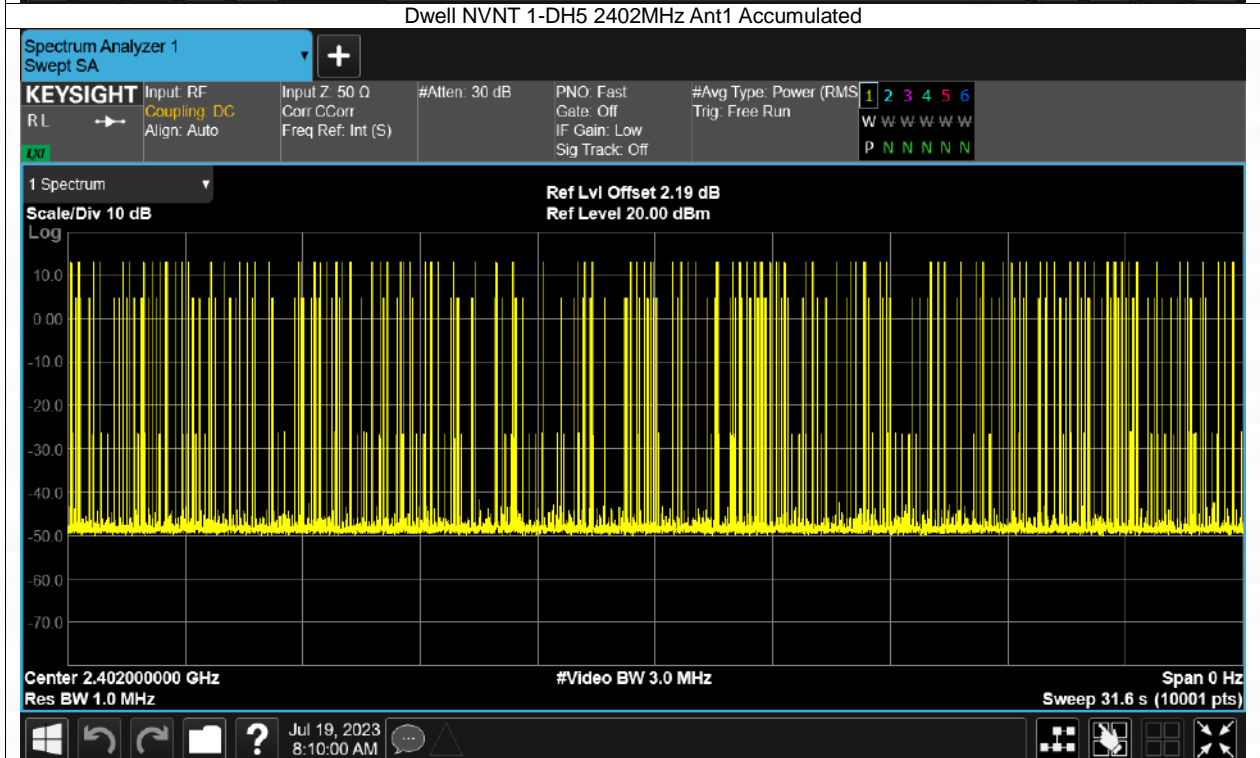 Dwell NVNT 1-DH5 2402MHz Ant1 Accumulated
Spectrum Analyzer 1
Swept SA
+
KEYSIGHT
RL
LXI
Input: RF
Coupling: DC
Align: Auto
Input Z: 50 Ω
Corr CCorr
Freq Ref: Int (S)
#Atten: 30 dB
PNO: Fast
Gate: Off
IF Gain: Low
Sig Track: Off
#Avg Type: Power (RMS
Trig: Free Run
1 2 3 4 5 6
W W W W W W
P N N N N N
1 Spectrum
Scale/Div 10 dB
Ref Lvl Offset 2.19 dB
Ref Level 20.00 dBm
Log
10.0
0.00
-10.0
-20.0
-30.0
-40.0
-50.0
-60.0
-70.0
Center 2.402000000 GHz
Res BW 1.0 MHz
#Video BW 3.0 MHz
Span 0 Hz
Sweep 31.6 s (10001 pts)
?
Jul 19, 2023
8:10:00 AM